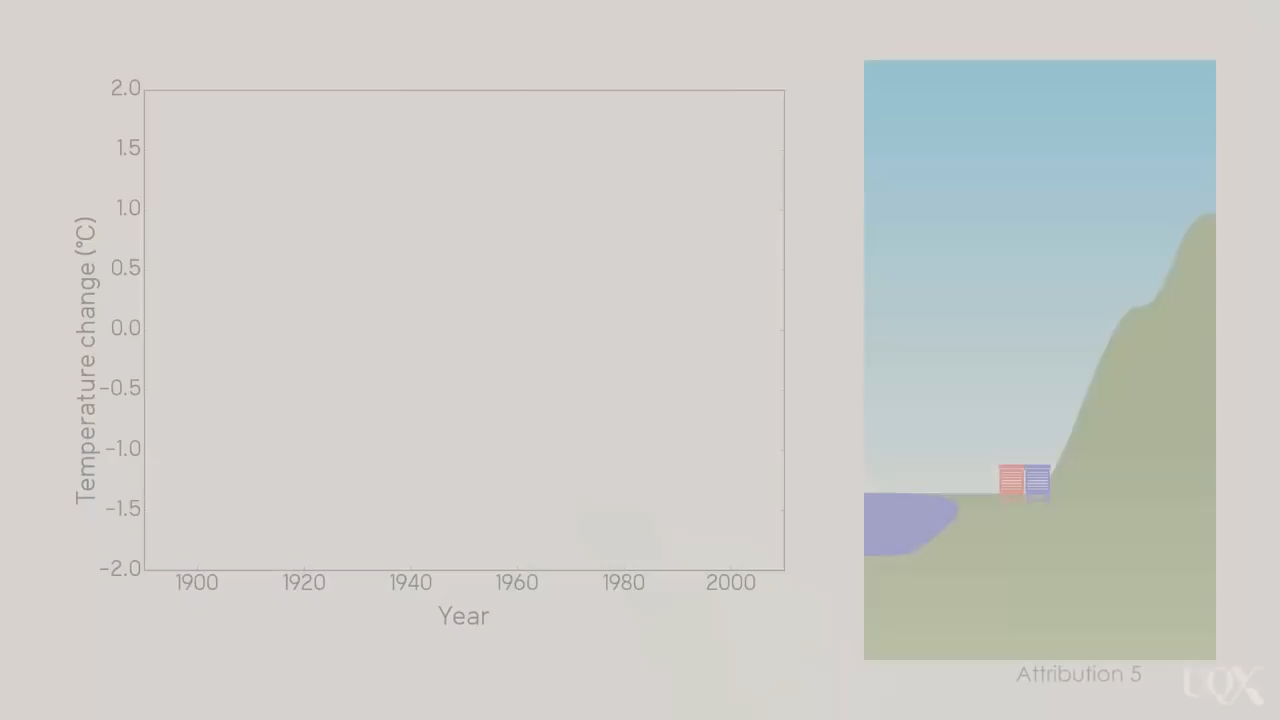 2.0
1.5
1.0
0.5
0.0
-0.5
-1.0
-1.5
-2.0
Temperature change (°C)
1900 1920 1940 1960 1980 2000
Year
Attribution 5
UQX